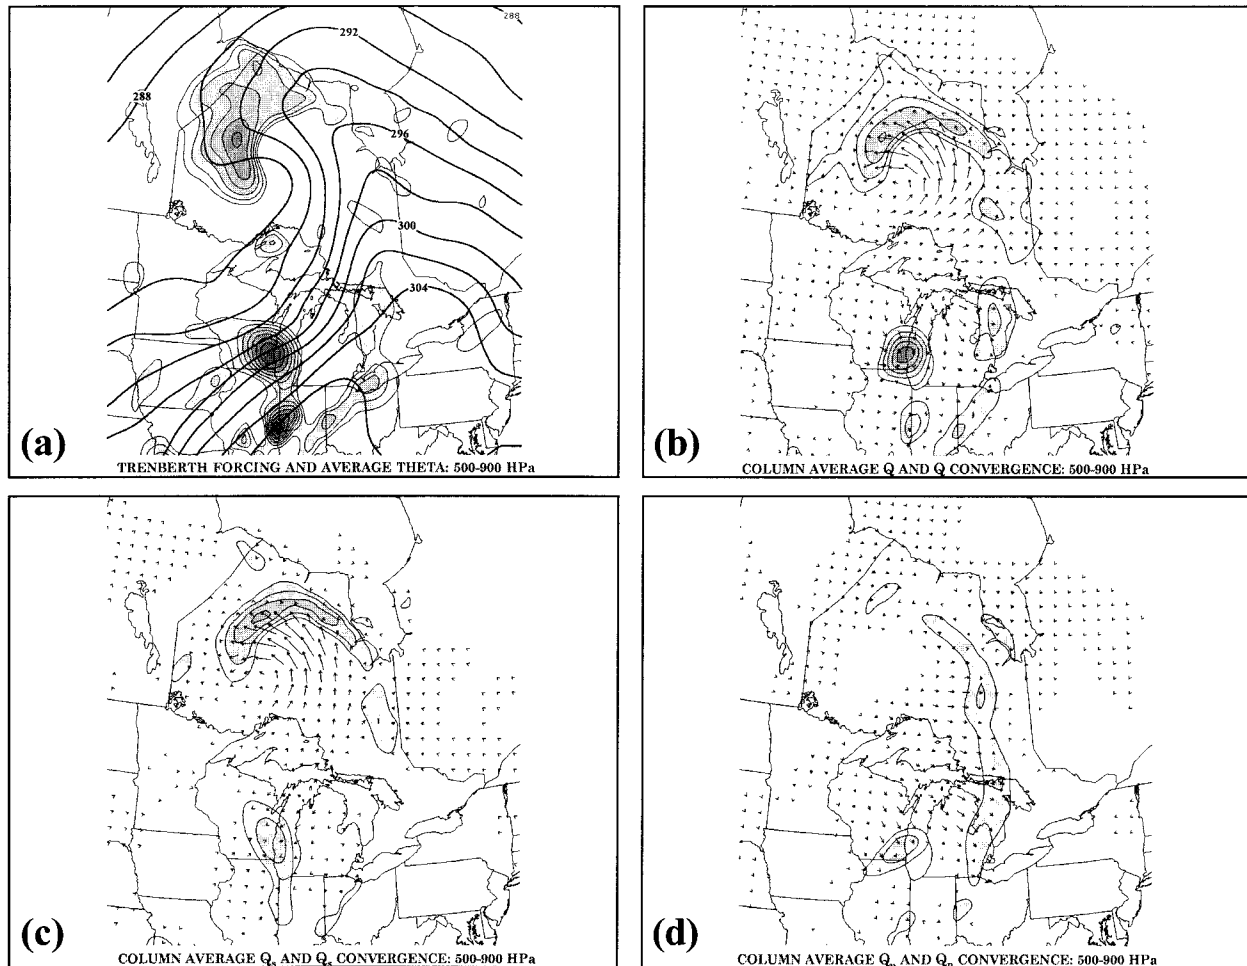 288
292
288
296
300
304
(a)
TRENBERTH FORCING AND AVERAGE THETA: 500-900 HPa
(b)
COLUMN AVERAGE Q AND Q CONVERGENCE: 500-900 HPa
(c)
COLUMN AVERAGE Qs AND Qs CONVERGENCE: 500-900 HPa
(d)
COLUMN AVERAGE Qn AND Qn CONVERGENCE: 500-900 HPa